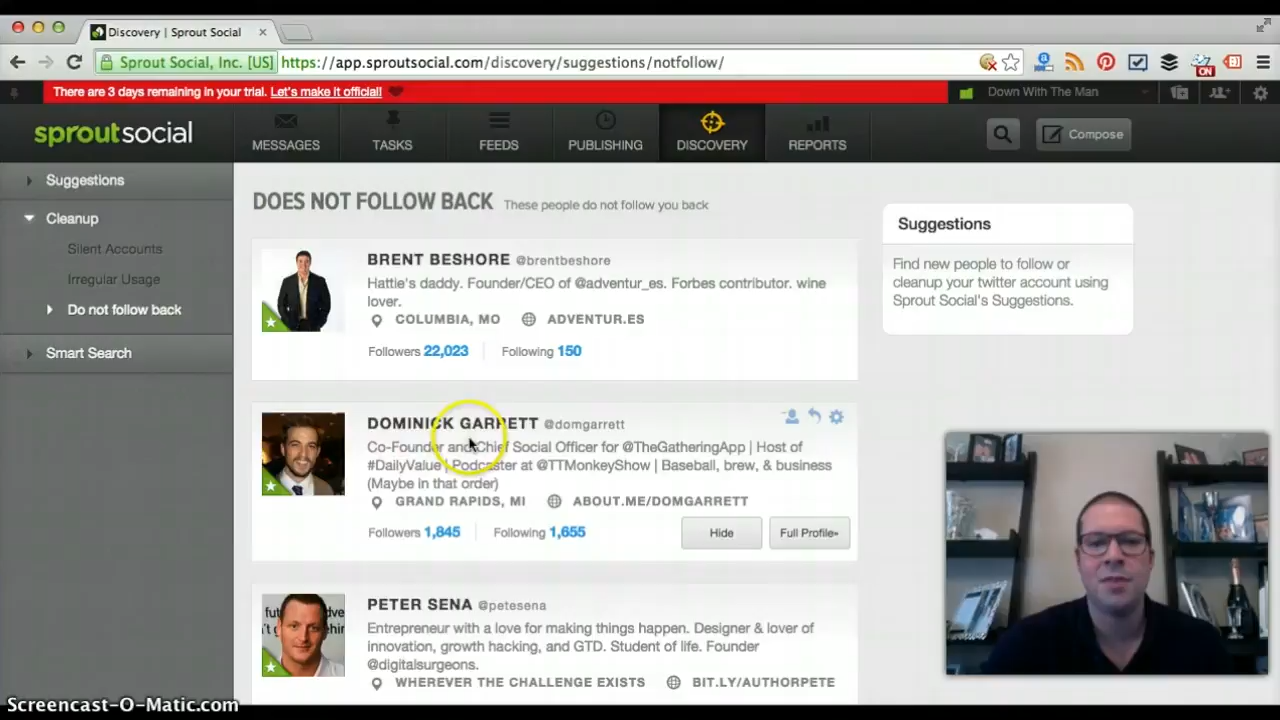 Discovery | Sprout Social
Sprout Social, Inc. [US] https://app.sproutsocial.com/discovery/suggestions/notfollow/
ON
There are 3 days remaining in your trial. Let's make it official!
Down With The Man
sproutsocial
MESSAGES
TASKS
FEEDS
PUBLISHING
DISCOVERY
REPORTS
Compose
Suggestions
Cleanup
Silent Accounts
Irregular Usage
Do not follow back
Smart Search
DOES NOT FOLLOW BACK These people do not follow you back
BRENT BESHORE @brentbeshore
Hattie's daddy. Founder/CEO of @adventur_es. Forbes contributor. wine
lover.
COLUMBIA, MO ADVENTUR.ES
Followers 22,023 Following 150
DOMINICK GARRETT @domgarrett
Co-Founder and Chief Social Officer for @TheGatheringApp | Host of
#DailyValue | Podcaster at @TTMonkeyShow | Baseball, brew, & business
(Maybe in that order)
GRAND RAPIDS, MI ABOUT.ME/DOMGARRETT
Followers 1,845 Following 1,655
Hide
Full Profile»
PETER SENA @petesena
Entrepreneur with a love for making things happen. Designer & lover of
innovation, growth hacking, and GTD. Student of life. Founder
@digitalsurgeons.
WHEREVER THE CHALLENGE EXISTS BIT.LY/AUTHORPETE
Suggestions
Find new people to follow or
cleanup your twitter account using
Sprout Social's Suggestions.
Screencast-O-Matic.com